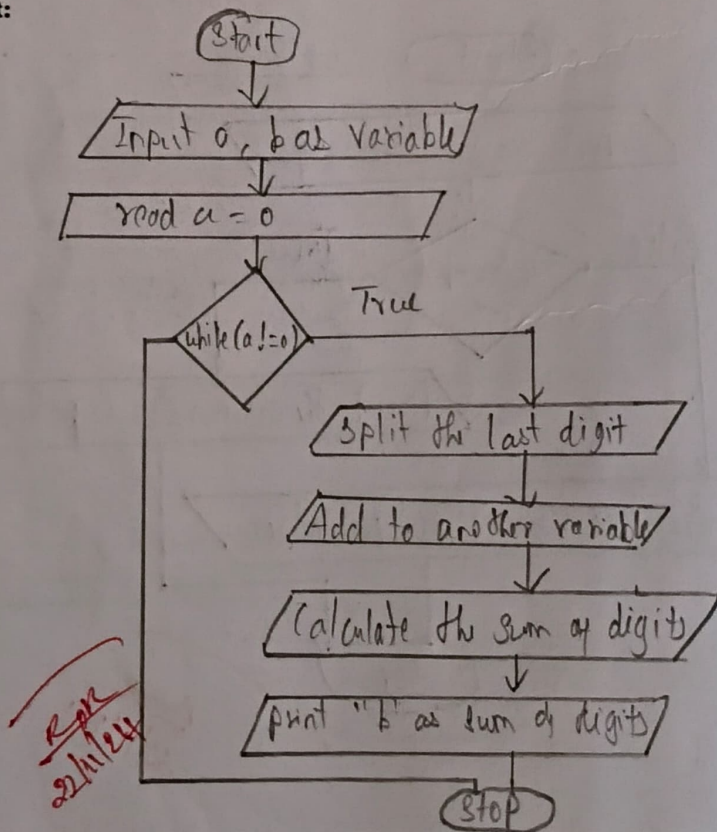 t:
Start
Input a, b as variable
read a = 0
while(a!=0)
True
Split the last digit
Add to another variable
Calculate the sum of digits
print "b" as sum of digits
Stop
22/11/24